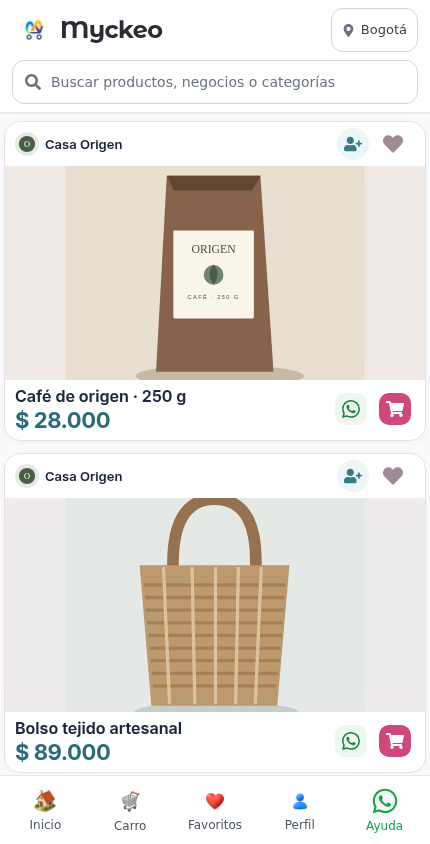 Myckeo
Bogotá
Buscar productos, negocios o categorías
O
Casa Origen
ORIGEN
CAFÉ · 250 G
Café de origen · 250 g
$ 28.000
O
Casa Origen
Bolso tejido artesanal
$ 89.000
Inicio
Carro
Favoritos
Perfil
Ayuda